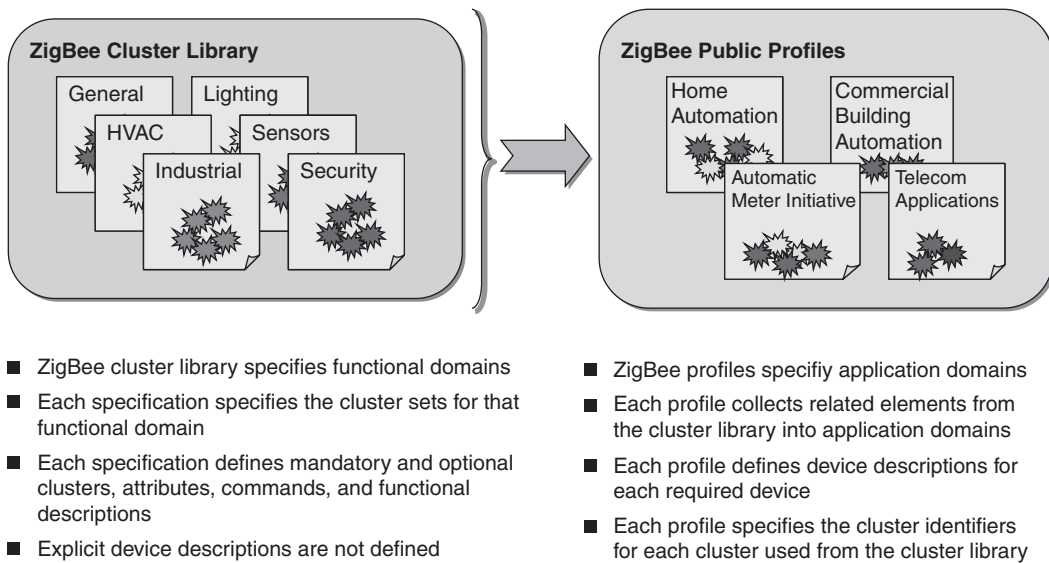 ZigBee Cluster Library
General
Lighting
HVAC
Sensors
Industrial
Security
ZigBee Public Profiles
Home
Automation
Commercial
Building
Automation
Automatic
Meter Initiative
Telecom
Applications
■ ZigBee cluster library specifies functional domains
■ Each specification specifies the cluster sets for that
functional domain
■ Each specification defines mandatory and optional
clusters, attributes, commands, and functional
descriptions
■ Explicit device descriptions are not defined
■ ZigBee profiles specifiy application domains
■ Each profile collects related elements from
the cluster library into application domains
■ Each profile defines device descriptions for
each required device
■ Each profile specifies the cluster identifiers
for each cluster used from the cluster library